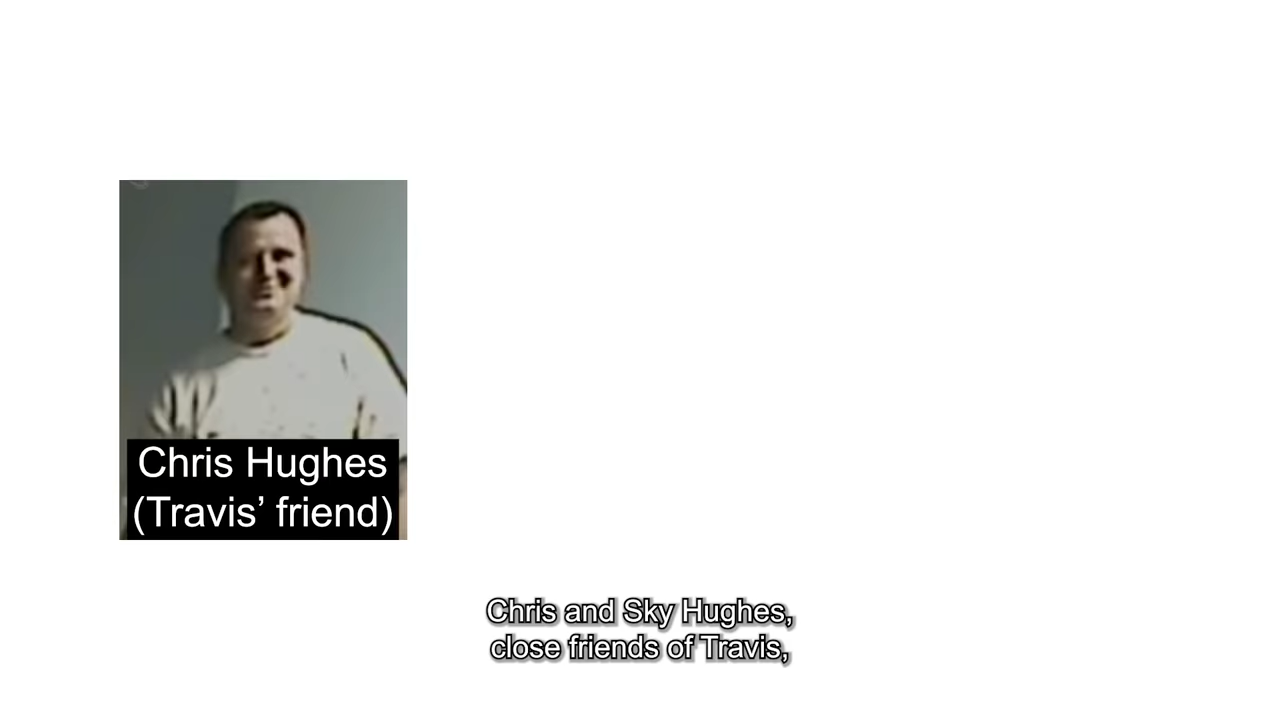 Chris Hughes
(Travis’ friend)
Chris and Sky Hughes,
close friends of Travis,